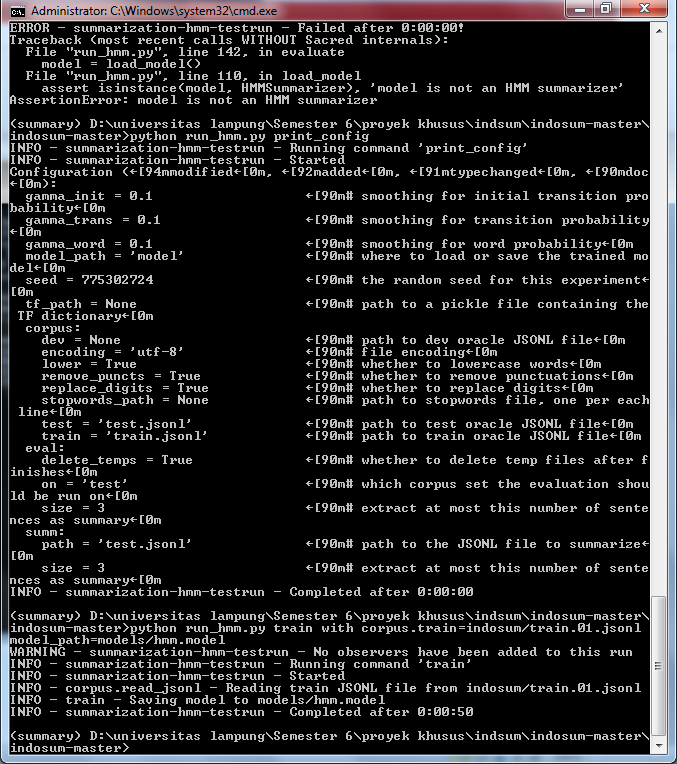 Administrator: C:\Windows\system32\cmd.exe
ERROR - summarization-hmm-testrun - Failed after 0:00:00!
Traceback (most recent calls WITHOUT Sacred internals):
  File "run_hmm.py", line 142, in evaluate
    model = load_model()
  File "run_hmm.py", line 110, in load_model
    assert isinstance(model, HMMSummarizer), 'model is not an HMM summarizer'
AssertionError: model is not an HMM summarizer

(summary) D:\universitas lampung\Semester 6\proyek khusus\indsum\indosum-master\
indosum-master>python run_hmm.py print_config
INFO - summarization-hmm-testrun - Running command 'print_config'
INFO - summarization-hmm-testrun - Started
Configuration (←[94mmodified←[0m, ←[92madded←[0m, ←[91mtypechanged←[0m, ←[90mdoc
←[0m):
  gamma_init = 0.1                   ←[90m# smoothing for initial transition pro
bability←[0m
  gamma_trans = 0.1                  ←[90m# smoothing for transition probability
←[0m
  gamma_word = 0.1                   ←[90m# smoothing for word probability←[0m
  model_path = 'model'               ←[90m# where to load or save the trained mo
del←[0m
  seed = 775302724                   ←[90m# the random seed for this experiment←
[0m
  tf_path = None                     ←[90m# path to a pickle file containing the
 TF dictionary←[0m
  corpus:
    dev = None                       ←[90m# path to dev oracle JSONL file←[0m
    encoding = 'utf-8'               ←[90m# file encoding←[0m
    lower = True                     ←[90m# whether to lowercase words←[0m
    remove_puncts = True             ←[90m# whether to remove punctuations←[0m
    replace_digits = True            ←[90m# whether to replace digits←[0m
    stopwords_path = None            ←[90m# path to stopwords file, one per each
 line←[0m
    test = 'test.jsonl'              ←[90m# path to test oracle JSONL file←[0m
    train = 'train.jsonl'            ←[90m# path to train oracle JSONL file←[0m
  eval:
    delete_temps = True              ←[90m# whether to delete temp files after f
inishes←[0m
    on = 'test'                      ←[90m# which corpus set the evaluation shou
ld be run on←[0m
    size = 3                         ←[90m# extract at most this number of sente
nces as summary←[0m
  summ:
    path = 'test.jsonl'              ←[90m# path to the JSONL file to summarize←
[0m
    size = 3                         ←[90m# extract at most this number of sente
nces as summary←[0m
INFO - summarization-hmm-testrun - Completed after 0:00:00

(summary) D:\universitas lampung\Semester 6\proyek khusus\indsum\indosum-master\
indosum-master>python run_hmm.py train with corpus.train=indosum/train.01.jsonl
model_path=models/hmm.model
WARNING - summarization-hmm-testrun - No observers have been added to this run
INFO - summarization-hmm-testrun - Running command 'train'
INFO - summarization-hmm-testrun - Started
INFO - corpus.read_jsonl - Reading train JSONL file from indosum/train.01.jsonl
INFO - train - Saving model to models/hmm.model
INFO - summarization-hmm-testrun - Completed after 0:00:50

(summary) D:\universitas lampung\Semester 6\proyek khusus\indsum\indosum-master\
indosum-master>